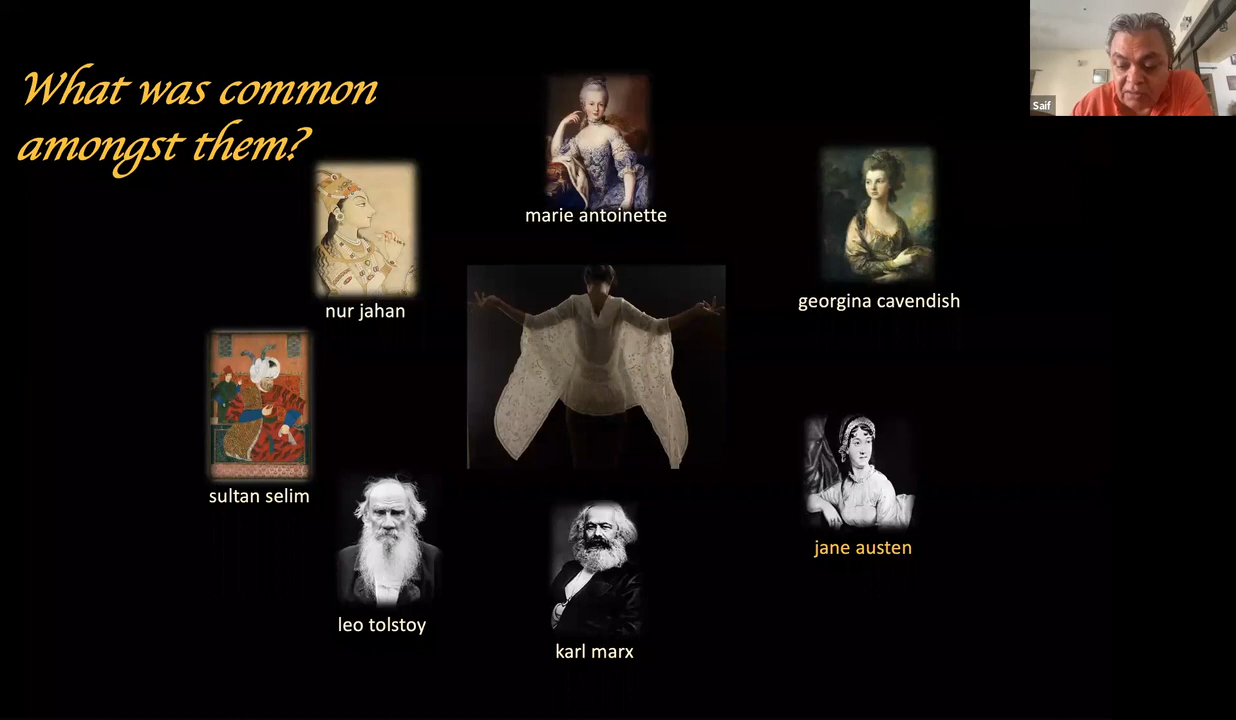 What was common
amongst them?
Saif
marie antoinette
georgina cavendish
nur jahan
sultan selim
jane austen
leo tolstoy
karl marx